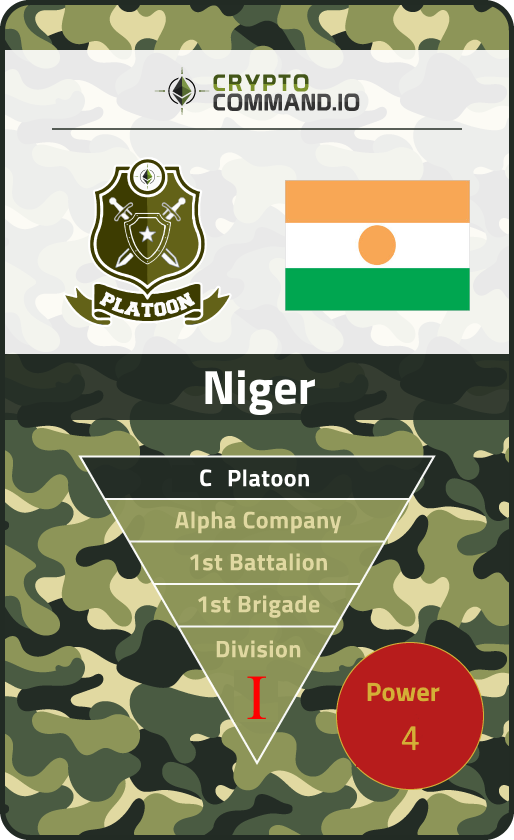 CRYPTO
COMMAND.IO
PLATOON
Niger
C Platoon
Alpha Company
1st Battalion
1st Brigade
Division
I
Power
4